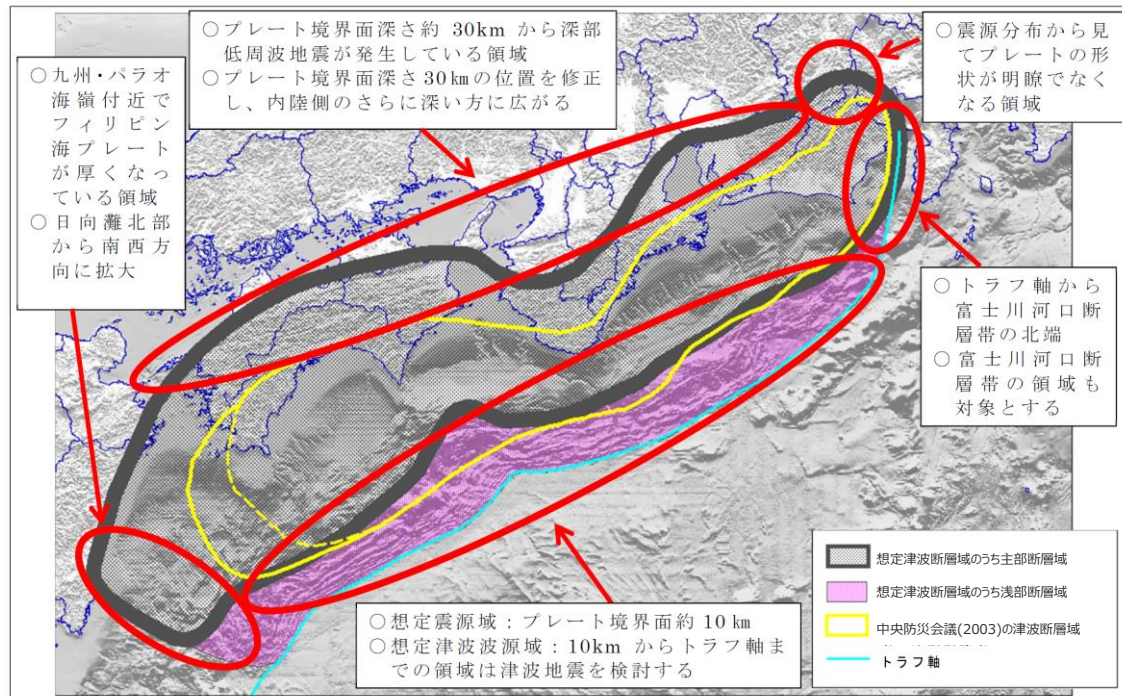 ○九州・パラオ
海嶺付近で
フィリピン
海プレート
が厚くなっ
ている領域
○日向灘北部
から南西方
向に拡大
○プレート境界面深さ約 30km から深部
低周波地震が発生している領域
○プレート境界面深さ30㎞の位置を修正
し、内陸側のさらに深い方に広がる
○震源分布から見
てプレートの形
状が明瞭でなく
なる領域
○トラフ軸から
富士川河口断
層帯の北端
○富士川河口断
層帯の領域も
対象とする
○想定震源域：プレート境界面約 10 ㎞
○想定津波波源域：10km からトラフ軸ま
での領域は津波地震を検討する
想定津波断層域のうち主部断層域
想定津波断層域のうち浅部断層域
中央防災会議(2003)の津波断層域
トラフ軸